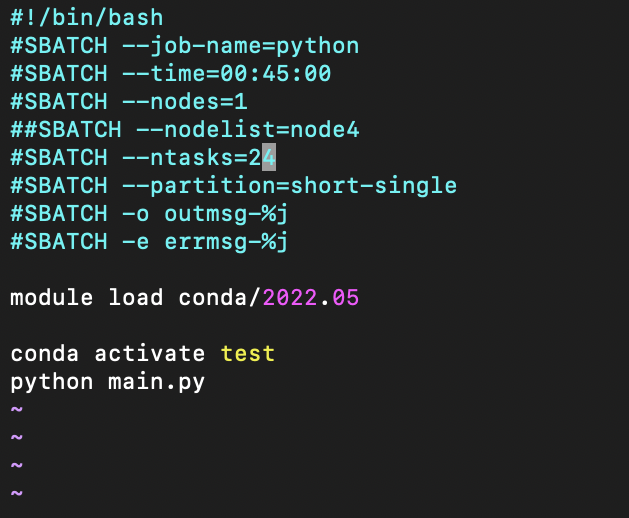 #!/bin/bash
#SBATCH --job-name=python
#SBATCH --time=00:45:00
#SBATCH --nodes=1
##SBATCH --nodelist=node4
#SBATCH --ntasks=24
#SBATCH --partition=short-single
#SBATCH -o outmsg-%j
#SBATCH -e errmsg-%j
module load conda/2022.05
conda activate test
python main.py
~
~
~
~